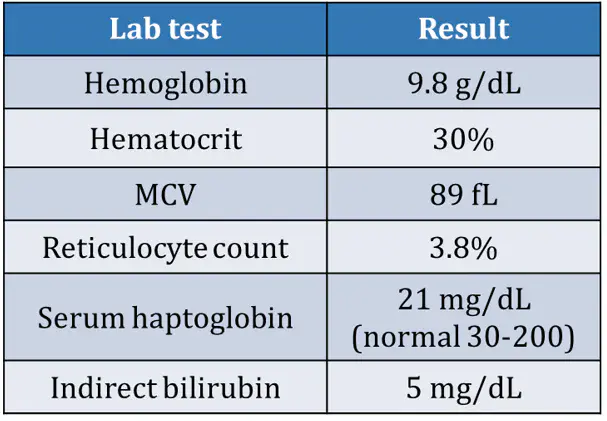 Lab test Result
Hemoglobin 9.8 g/dL
Hematocrit 30%
MCV 89 fL
Reticulocyte count 3.8%
Serum haptoglobin 21 mg/dL
(normal 30-200)
Indirect bilirubin 5 mg/dL